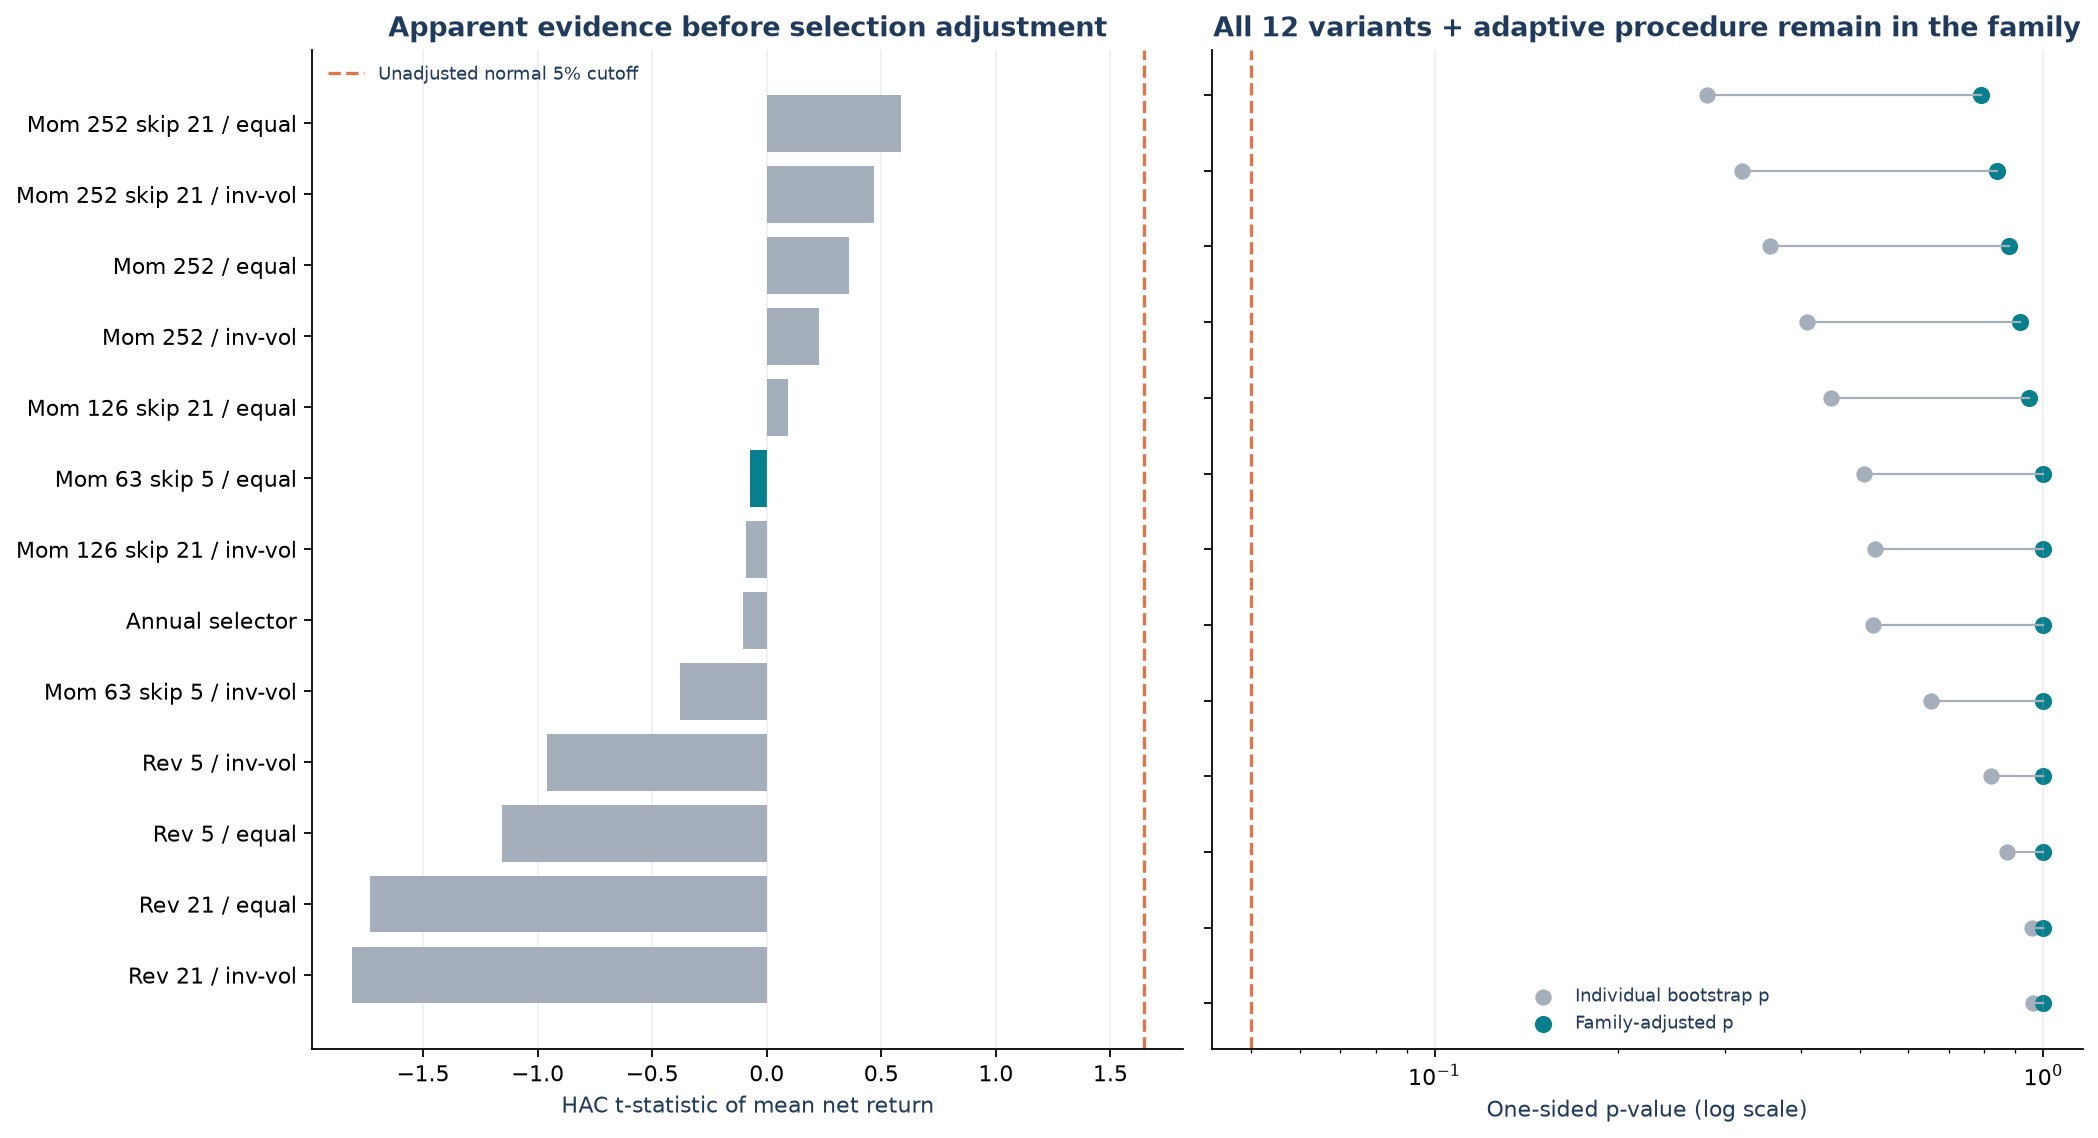 Apparent evidence before selection adjustment
Unadjusted normal 5% cutoff
Mom 252 skip 21 / equal
Mom 252 skip 21 / inv-vol
Mom 252 / equal
Mom 252 / inv-vol
Mom 126 skip 21 / equal
Mom 63 skip 5 / equal
Mom 126 skip 21 / inv-vol
Annual selector
Mom 63 skip 5 / inv-vol
Rev 5 / inv-vol
Rev 5 / equal
Rev 21 / equal
Rev 21 / inv-vol
−1.5 −1.0 −0.5 0.0 0.5 1.0 1.5
HAC t-statistic of mean net return
All 12 variants + adaptive procedure remain in the family
Individual bootstrap p
Family-adjusted p
10⁻¹ 10⁰
One-sided p-value (log scale)